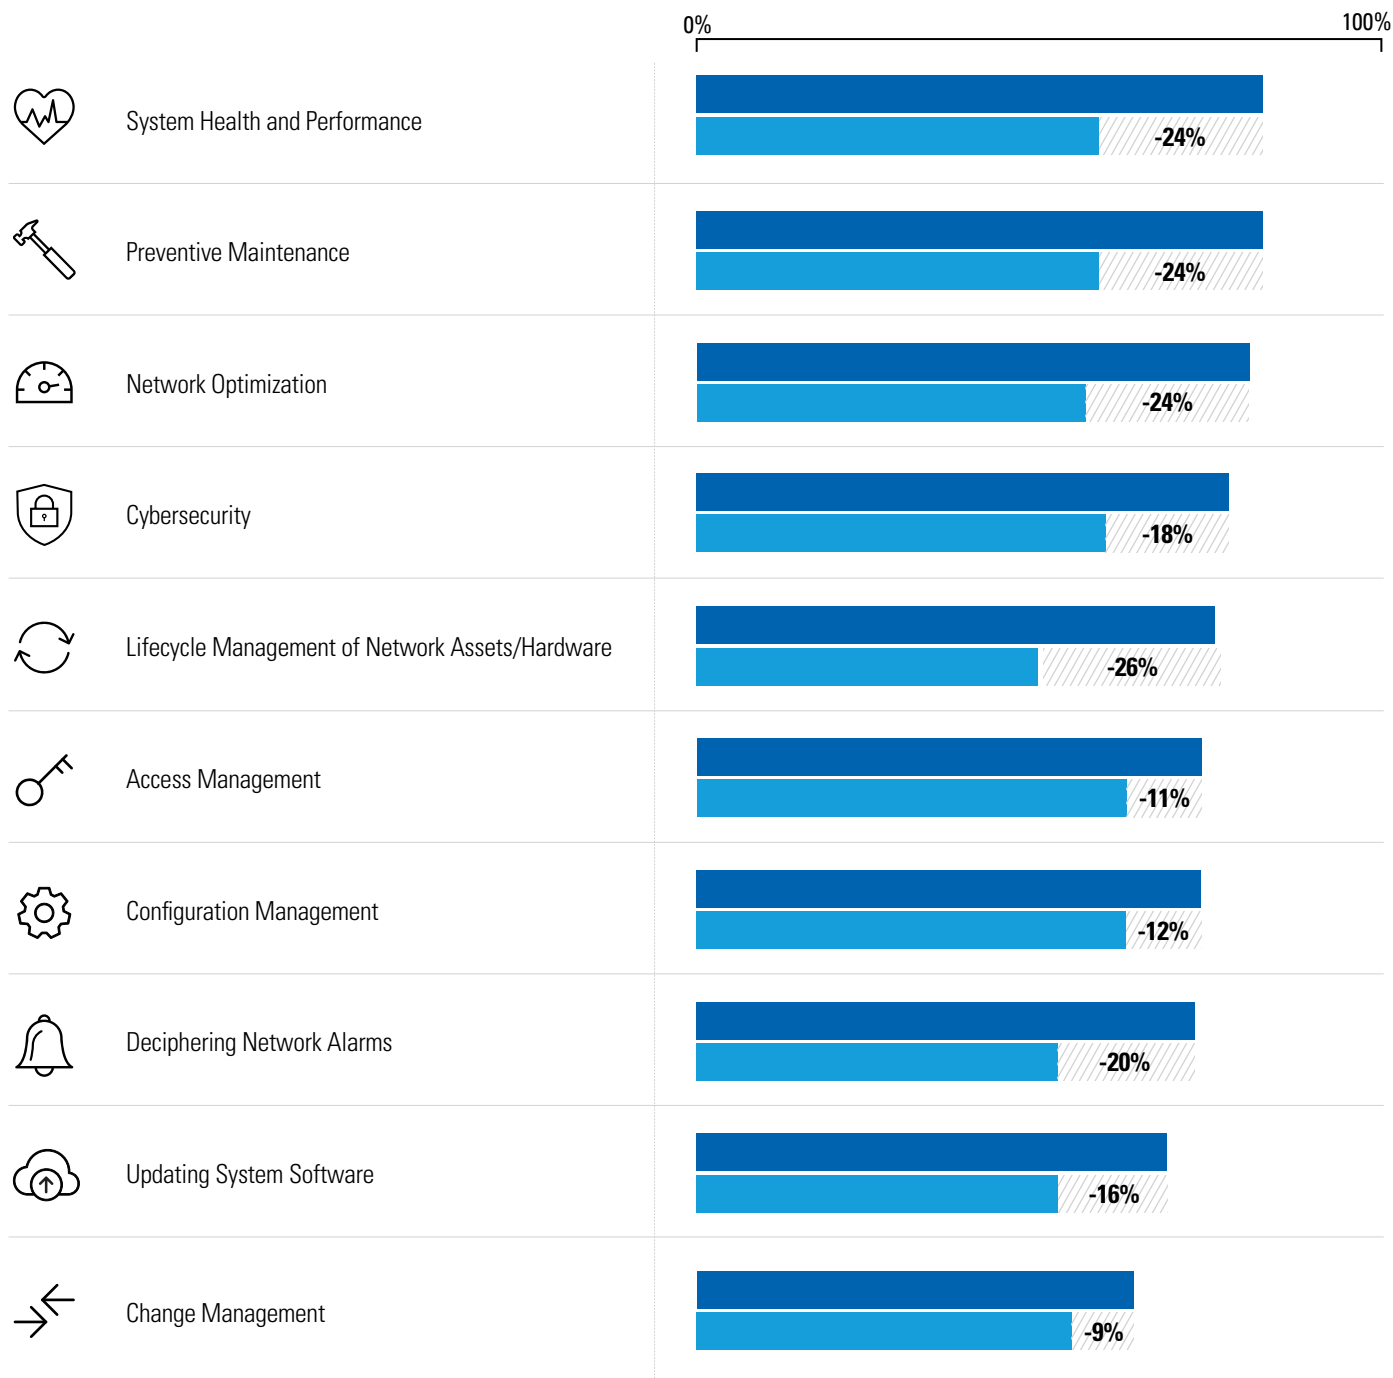 0%
100%
System Health and Performance
-24%
Preventive Maintenance
-24%
Network Optimization
-24%
Cybersecurity
-18%
Lifecycle Management of Network Assets/Hardware
-26%
Access Management
-11%
Configuration Management
-12%
Deciphering Network Alarms
-20%
Updating System Software
-16%
Change Management
-9%